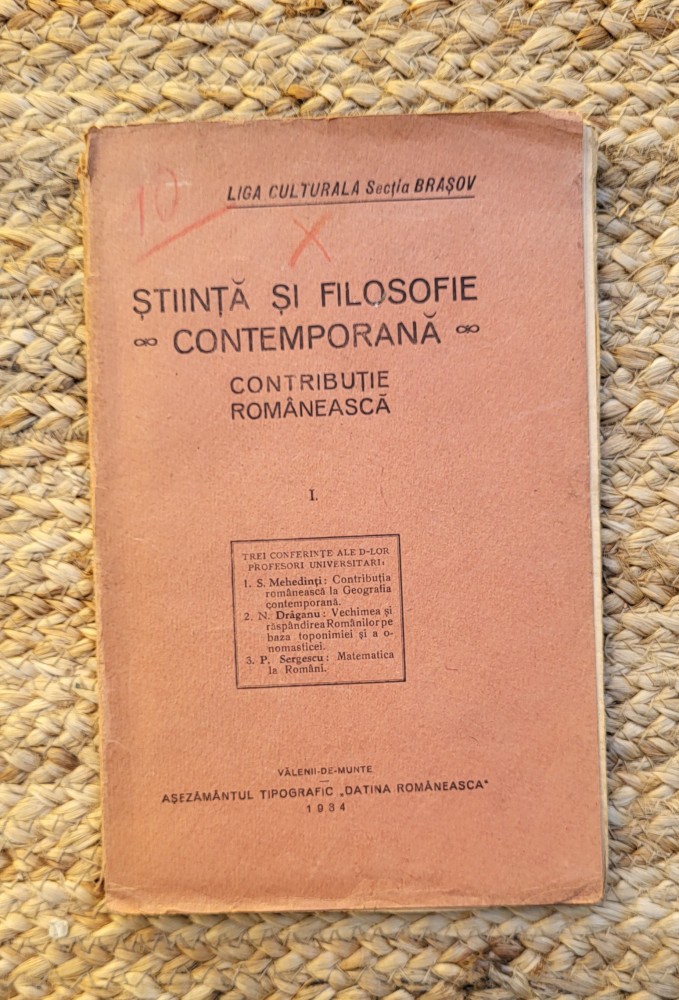 10
LIGA CULTURALA Secția BRAȘOV
X
ȘTIINȚĂ ȘI FILOSOFIE
∞ CONTEMPORANĂ ∞
CONTRIBUȚIE
ROMÂNEASCĂ
I.
TREI CONFERINȚE ALE D-LOR
PROFESORI UNIVERSITARI:
1. S. Mehedinți: Contribuția
românească la Geografia
contemporană.
2. N. Drăganu: Vechimea și
răspândirea Românilor pe
baza toponimiei și a o-
nomasticei.
3. P. Sergescu: Matematica
la Români.
VĂLENII-DE-MUNTE
AȘEZĂMÂNTUL TIPOGRAFIC „DATINA ROMÂNEASCA"
1934